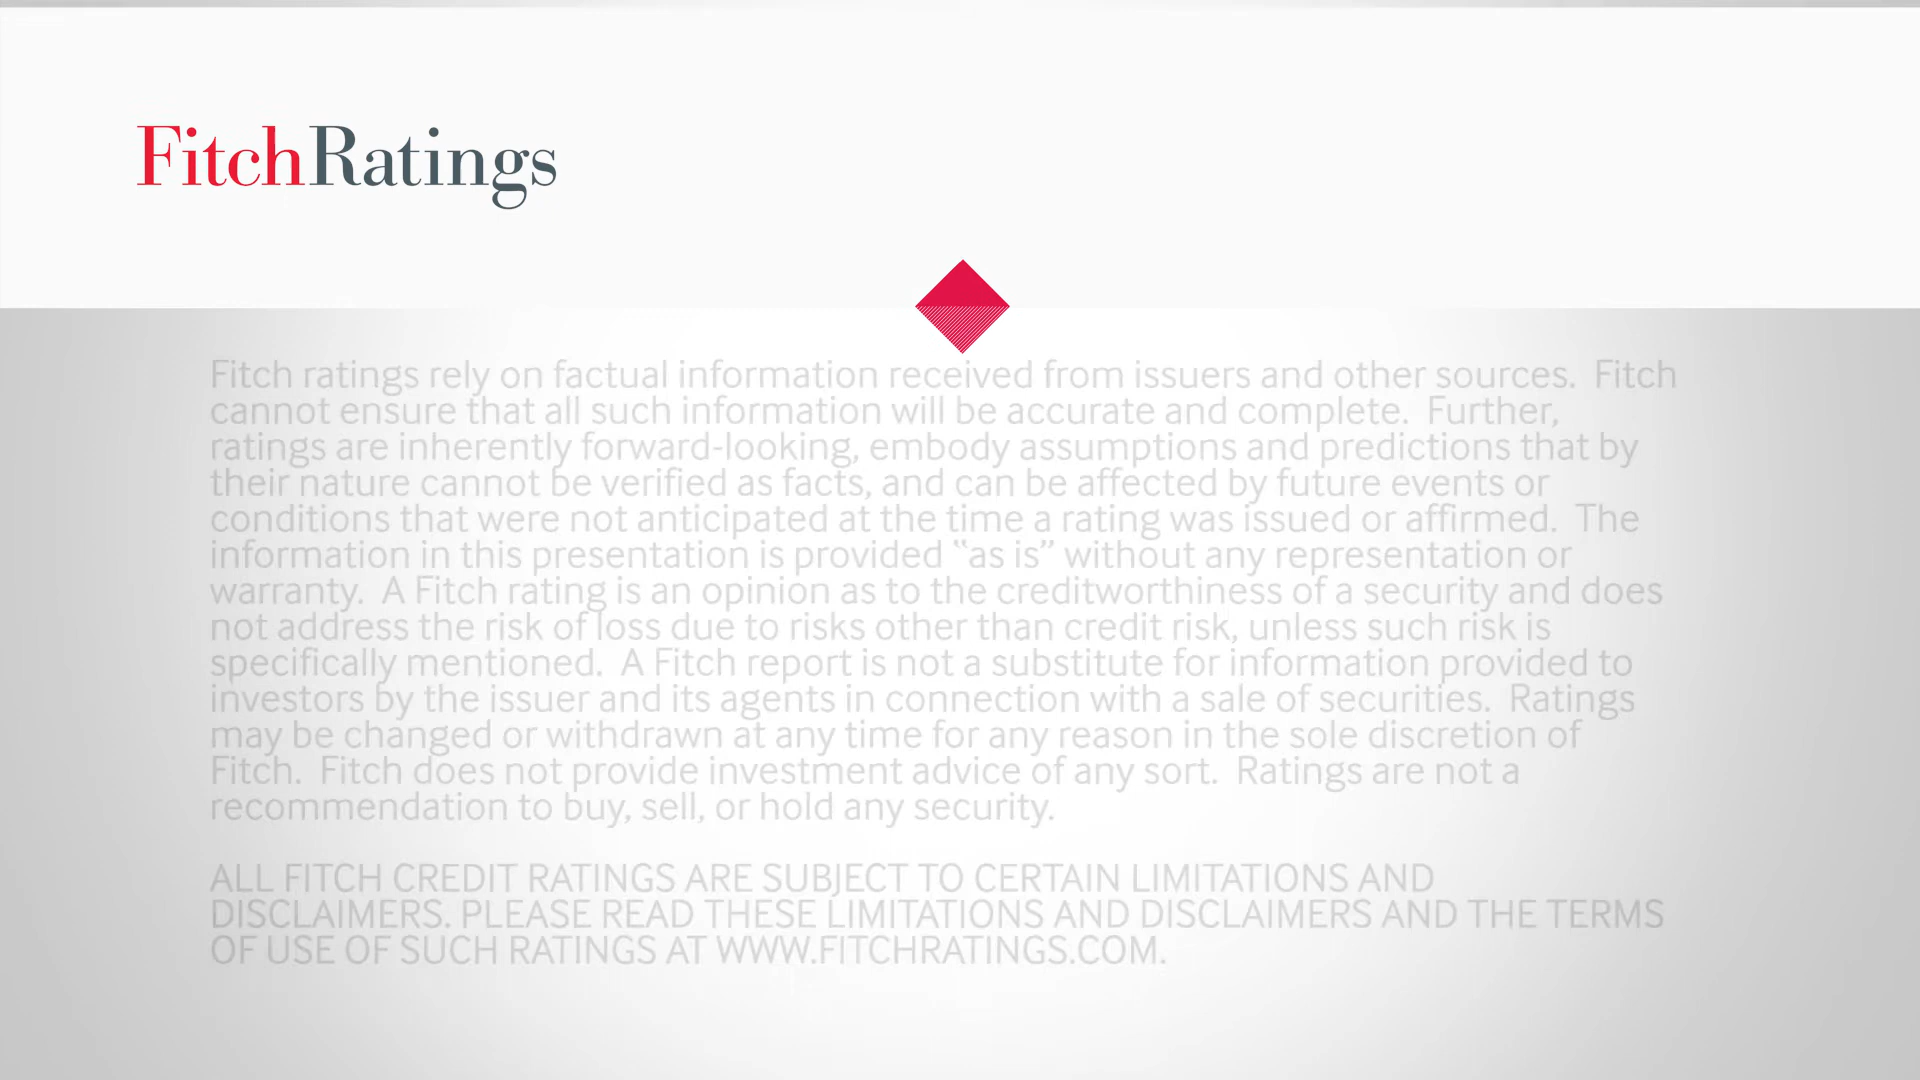 FitchRatings
Fitch ratings rely on factual information received from issuers and other sources.  Fitch
cannot ensure that all such information will be accurate and complete.  Further,
ratings are inherently forward-looking, embody assumptions and predictions that by
their nature cannot be verified as facts, and can be affected by future events or
conditions that were not anticipated at the time a rating was issued or affirmed.  The
information in this presentation is provided “as is” without any representation or
warranty.  A Fitch rating is an opinion as to the creditworthiness of a security and does
not address the risk of loss due to risks other than credit risk, unless such risk is
specifically mentioned.  A Fitch report is not a substitute for information provided to
investors by the issuer and its agents in connection with a sale of securities.  Ratings
may be changed or withdrawn at any time for any reason in the sole discretion of
Fitch.  Fitch does not provide investment advice of any sort.  Ratings are not a
recommendation to buy, sell, or hold any security.
ALL FITCH CREDIT RATINGS ARE SUBJECT TO CERTAIN LIMITATIONS AND
DISCLAIMERS. PLEASE READ THESE LIMITATIONS AND DISCLAIMERS AND THE TERMS
OF USE OF SUCH RATINGS AT WWW.FITCHRATINGS.COM.